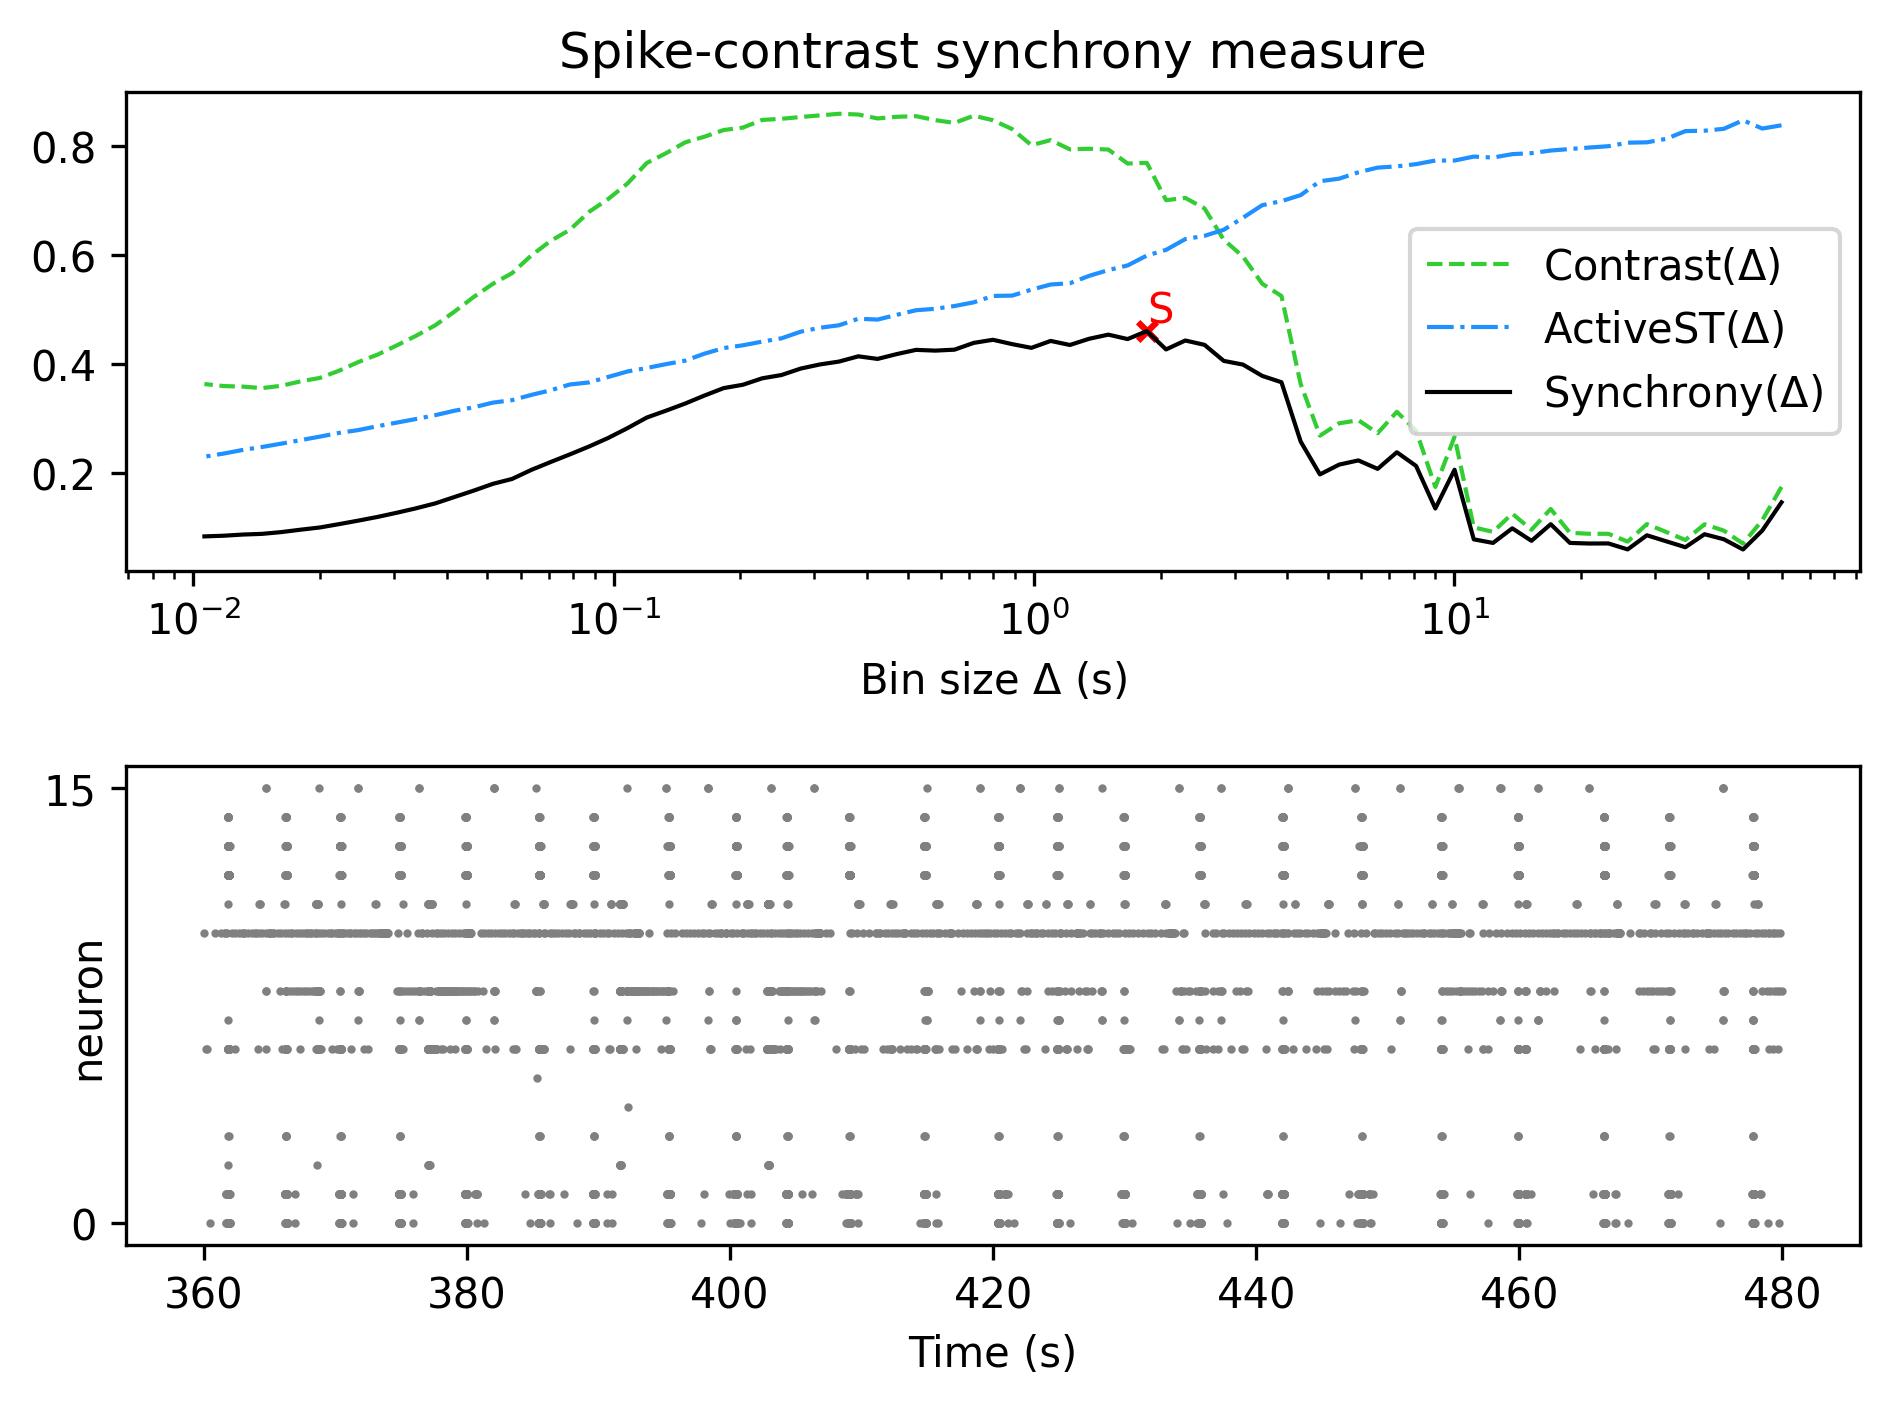 Spike-contrast synchrony measure
0.8
0.6
0.4
0.2
Contrast(Δ)
ActiveST(Δ)
Synchrony(Δ)
S
10⁻² 10⁻¹ 10⁰ 10¹
Bin size Δ (s)
15
0
neuron
360 380 400 420 440 460 480
Time (s)